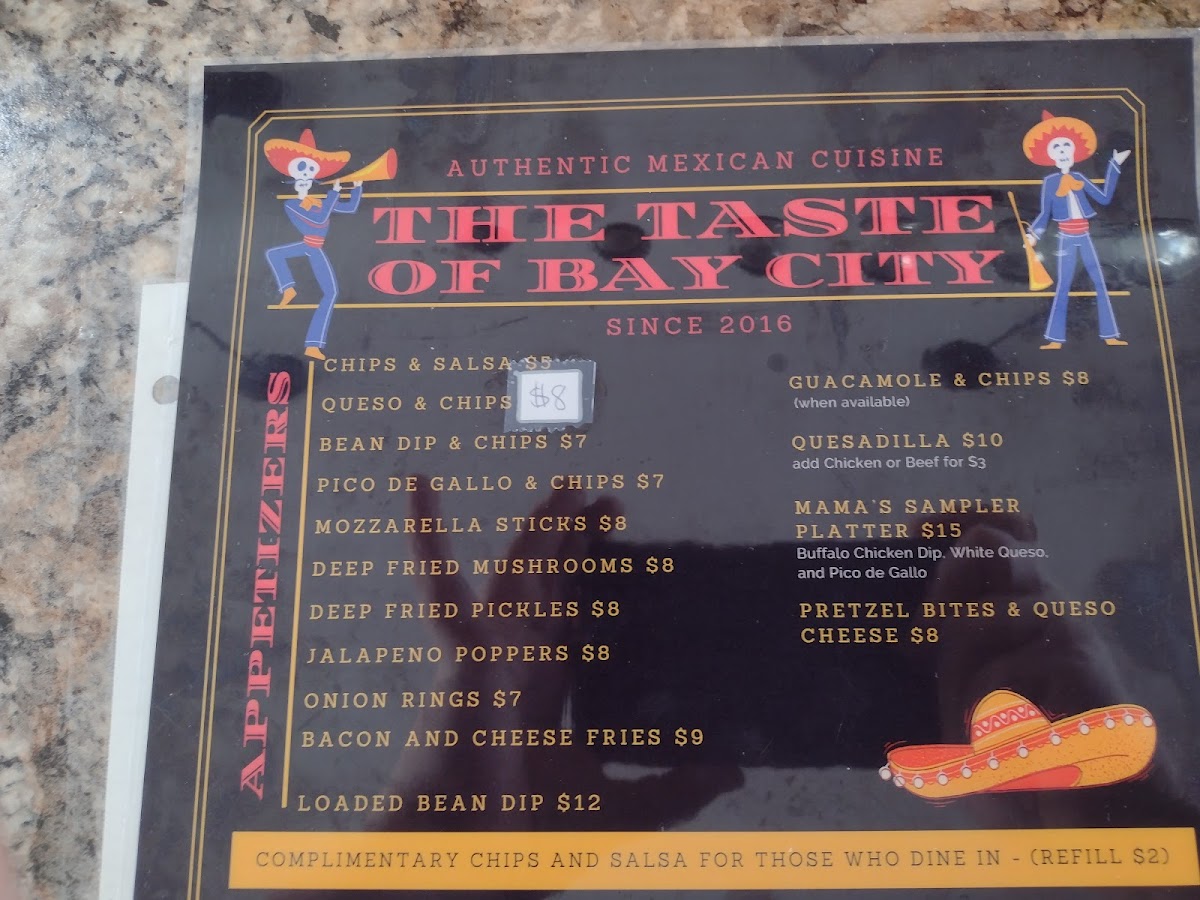 AUTHENTIC MEXICAN CUISINE
THE TASTE
OF BAY CITY
SINCE 2016
APPETIZERS
CHIPS & SALSA $5
QUESO & CHIPS $8
BEAN DIP & CHIPS $7
PICO DE GALLO & CHIPS $7
MOZZARELLA STICKS $8
DEEP FRIED MUSHROOMS $8
DEEP FRIED PICKLES $8
JALAPENO POPPERS $8
ONION RINGS $7
BACON AND CHEESE FRIES $9
LOADED BEAN DIP $12
GUACAMOLE & CHIPS $8
(when available)
QUESADILLA $10
add Chicken or Beef for $3
MAMA'S SAMPLER
PLATTER $15
Buffalo Chicken Dip, White Queso,
and Pico de Gallo
PRETZEL BITES & QUESO
CHEESE $8
COMPLIMENTARY CHIPS AND SALSA FOR THOSE WHO DINE IN - (REFILL $2)